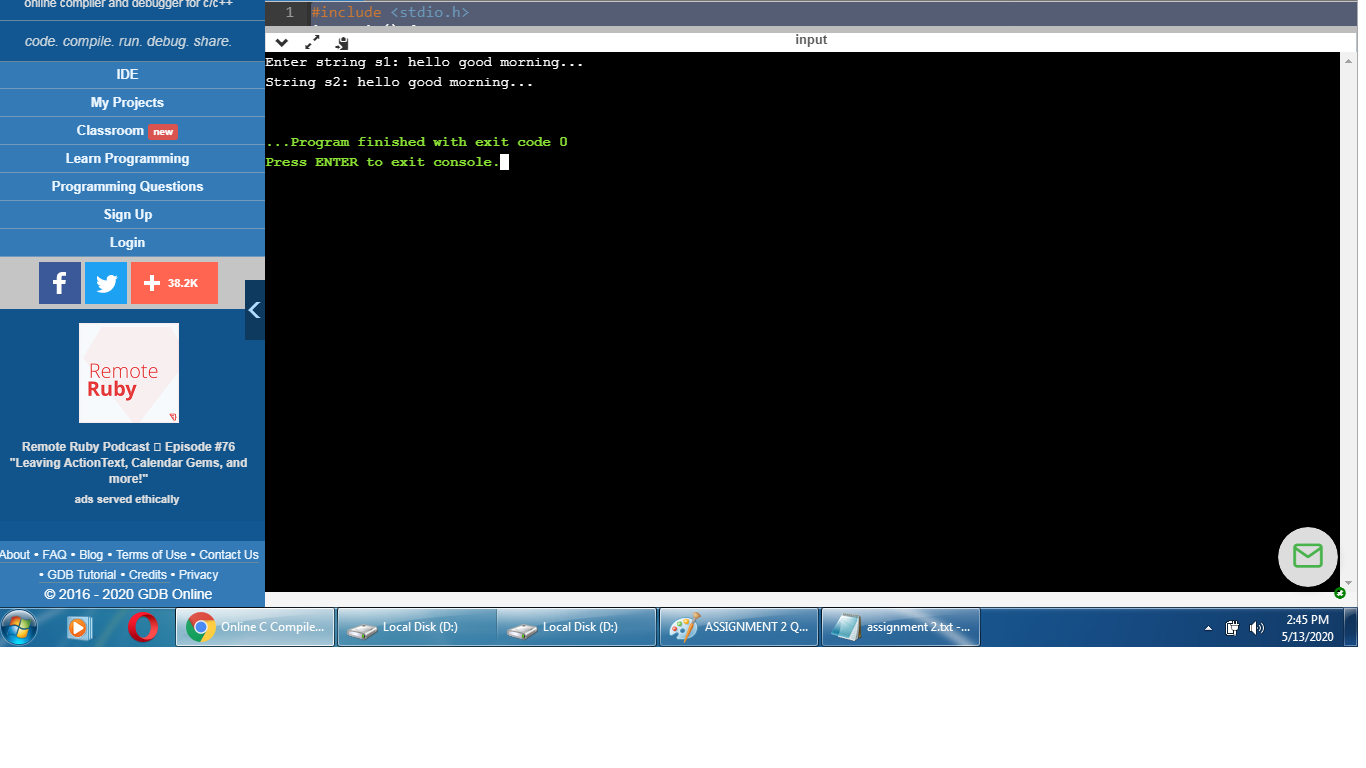 online compiler and debugger for c/c++
code. compile. run. debug. share.
IDE
My Projects
Classroom new
Learn Programming
Programming Questions
Sign Up
Login
38.2K
Remote
Ruby
Remote Ruby Podcast Episode #76
"Leaving ActionText, Calendar Gems, and
more!"
ads served ethically
About • FAQ • Blog • Terms of Use • Contact Us
• GDB Tutorial • Credits • Privacy
© 2016 - 2020 GDB Online
1 #include <stdio.h>
input
Enter string s1: hello good morning...
String s2: hello good morning...
...Program finished with exit code 0
Press ENTER to exit console.
Online C Compile...
Local Disk (D:)
Local Disk (D:)
ASSIGNMENT 2 Q...
assignment 2.txt -...
2:45 PM
5/13/2020